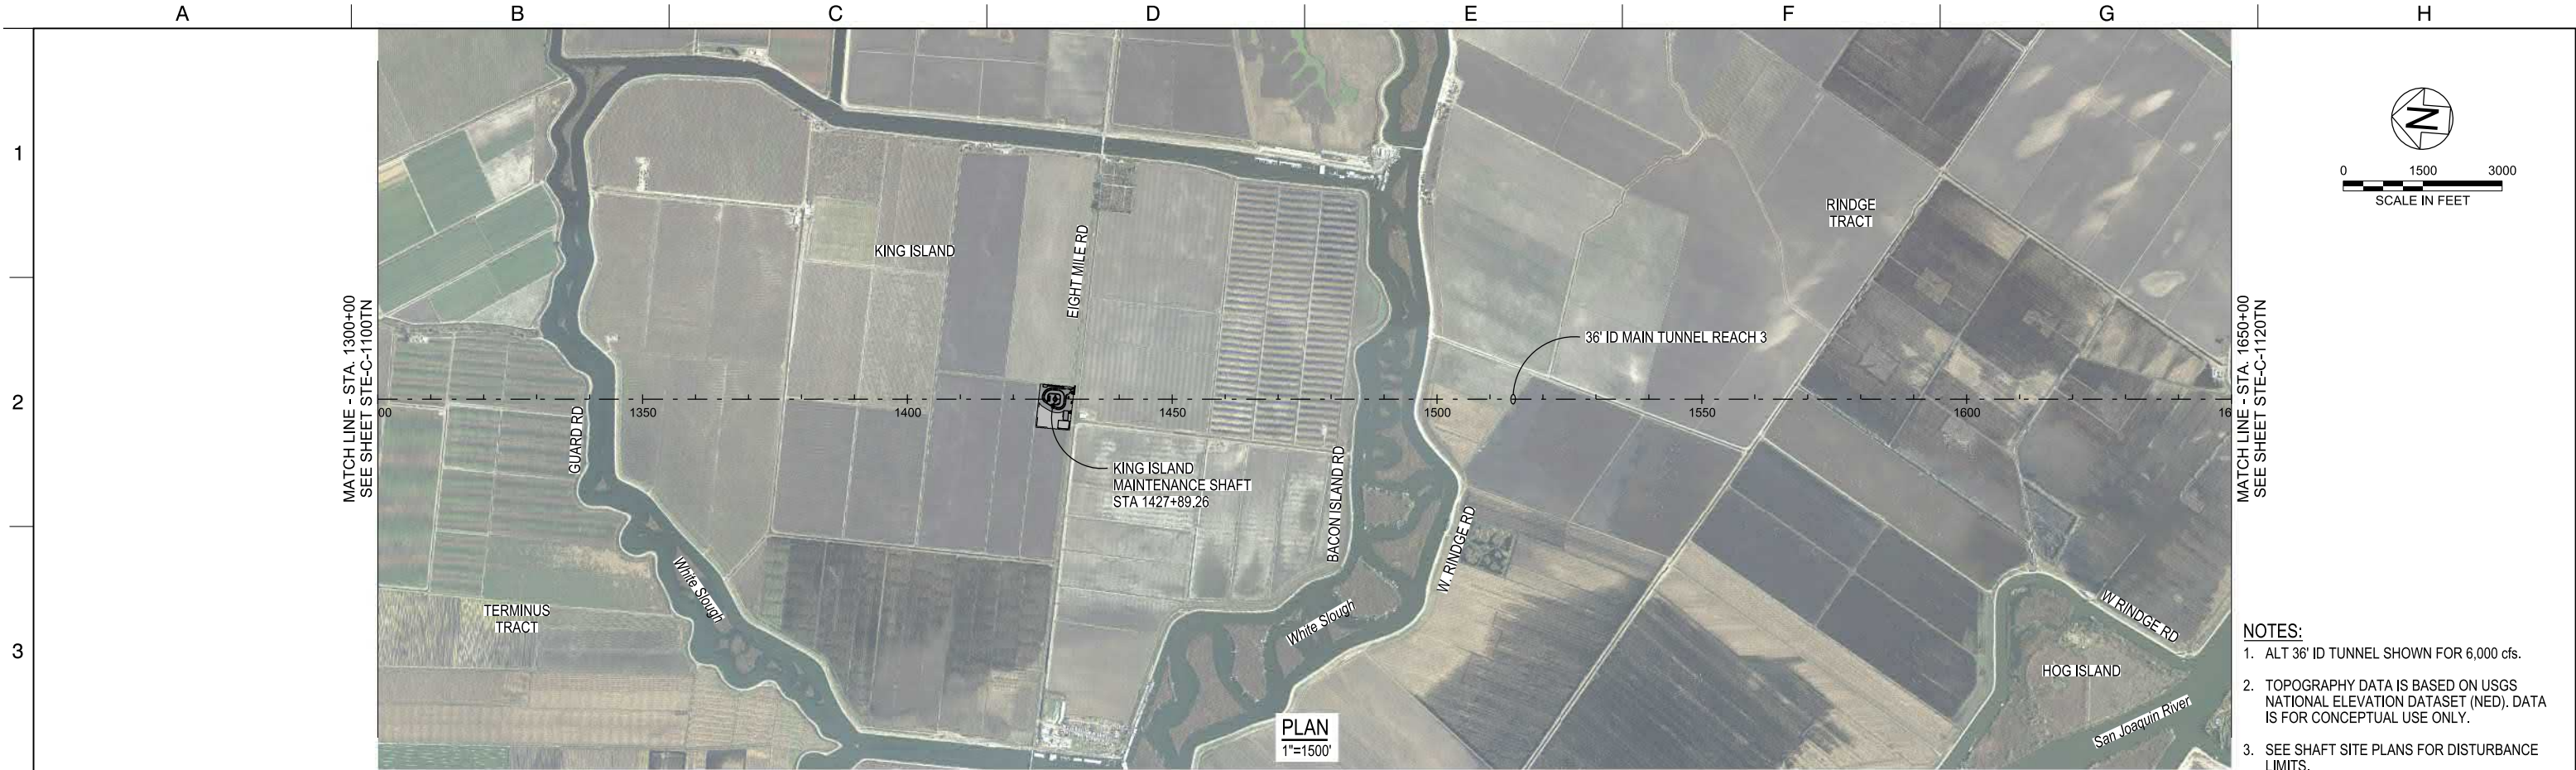 A
B
C
D
E
F
G
H
1
2
3
N
0 1500 3000
SCALE IN FEET
RINDGE
TRACT
KING ISLAND
EIGHT MILE RD
MATCH LINE - STA. 1300+00
SEE SHEET STE-C-1100TN
MATCH LINE - STA. 1650+00
SEE SHEET STE-C-1120TN
36' ID MAIN TUNNEL REACH 3
00 1350 1400 1450 1500 1550 1600 16
GUARD RD
KING ISLAND
MAINTENANCE SHAFT
STA 1427+89.26
BACON ISLAND RD
W. RINDGE RD
White Slough
White Slough
TERMINUS
TRACT
W RINDGE RD
HOG ISLAND
San Joaquin River
PLAN
1"=1500'
NOTES:
1. ALT 36' ID TUNNEL SHOWN FOR 6,000 cfs.
2. TOPOGRAPHY DATA IS BASED ON USGS
NATIONAL ELEVATION DATASET (NED). DATA
IS FOR CONCEPTUAL USE ONLY.
3. SEE SHAFT SITE PLANS FOR DISTURBANCE
LIMITS.